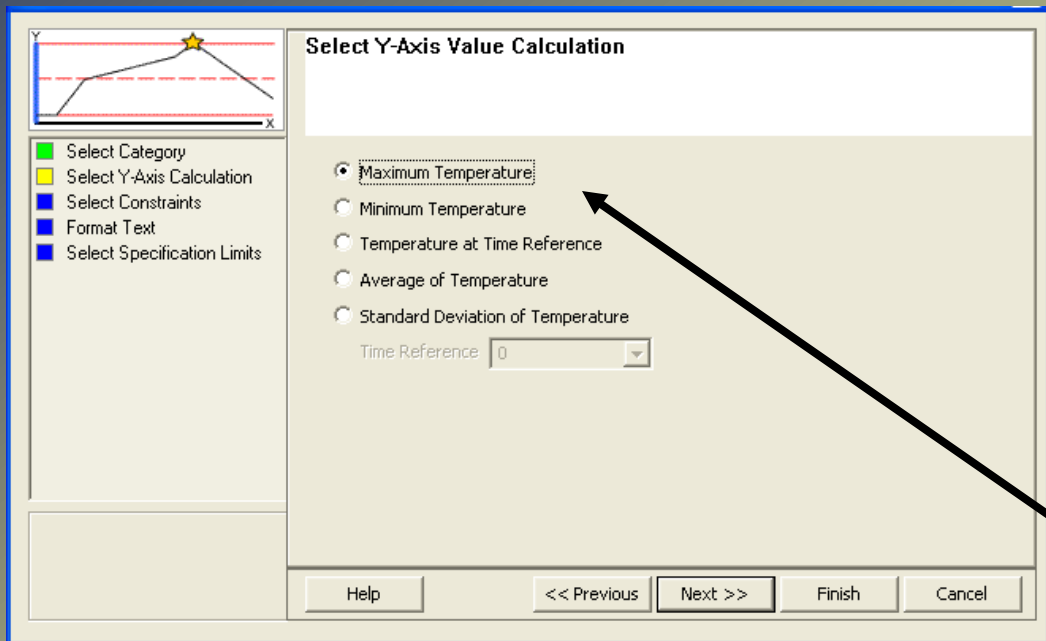 Y
X
Select Category
Select Y-Axis Calculation
Select Constraints
Format Text
Select Specification Limits
Select Y-Axis Value Calculation
Maximum Temperature
Minimum Temperature
Temperature at Time Reference
Average of Temperature
Standard Deviation of Temperature
Time Reference 0
Help << Previous Next >> Finish Cancel